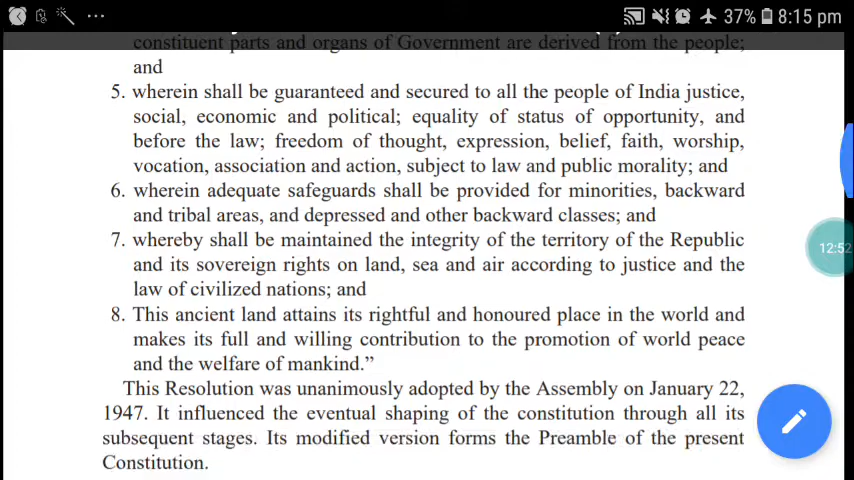 37% 8:15 pm
constituent parts and organs of Government are derived from the people;
and
5. wherein shall be guaranteed and secured to all the people of India justice,
social, economic and political; equality of status of opportunity, and
before the law; freedom of thought, expression, belief, faith, worship,
vocation, association and action, subject to law and public morality; and
6. wherein adequate safeguards shall be provided for minorities, backward
and tribal areas, and depressed and other backward classes; and
7. whereby shall be maintained the integrity of the territory of the Republic
and its sovereign rights on land, sea and air according to justice and the
law of civilized nations; and
12:52
8. This ancient land attains its rightful and honoured place in the world and
makes its full and willing contribution to the promotion of world peace
and the welfare of mankind.”
This Resolution was unanimously adopted by the Assembly on January 22,
1947. It influenced the eventual shaping of the constitution through all its
subsequent stages. Its modified version forms the Preamble of the present
Constitution.